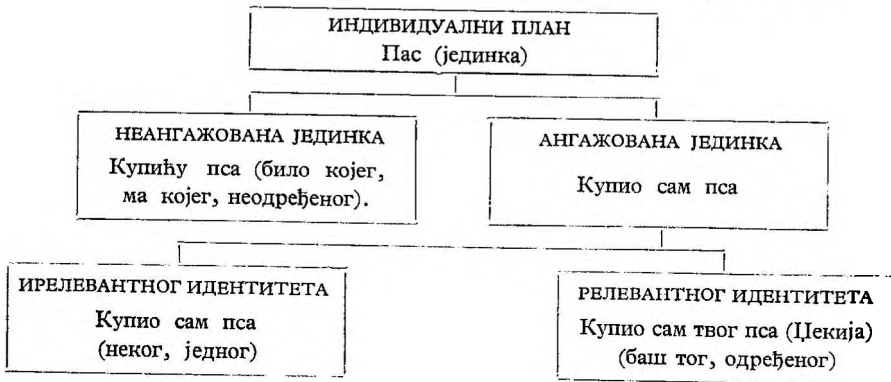 ИНДИВИДУАЛНИ ПЛАН
Пас (јединка)
НЕАНГАЖОВАНА ЈЕДИНКА
Купићу пса (било којег,
ма којег, неодређеног).
АНГАЖОВАНА ЈЕДИНКА
Купио сам пса
ИРЕЛЕВАНТНОГ ИДЕНТИТЕТА
Купио сам пса
(неког, једног)
РЕЛЕВАНТНОГ ИДЕНТИТЕТА
Купио сам твог пса (Џекија)
(баш тог, одређеног)